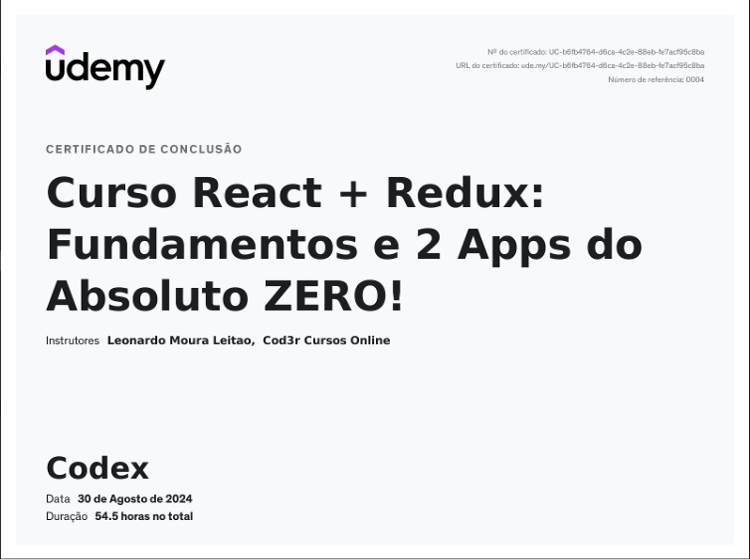 udemy
Nº do certificado: UC-b6fb4764-d6ca-4c2e-88eb-fe7acf95c8ba
URL do certificado: ude.my/UC-b6fb4764-d6ca-4c2e-88eb-fe7acf95c8ba
Número de referência: 0004
CERTIFICADO DE CONCLUSÃO
Curso React + Redux:
Fundamentos e 2 Apps do
Absoluto ZERO!
Instrutores Leonardo Moura Leitao, Cod3r Cursos Online
Codex
Data 30 de Agosto de 2024
Duração 54.5 horas no total